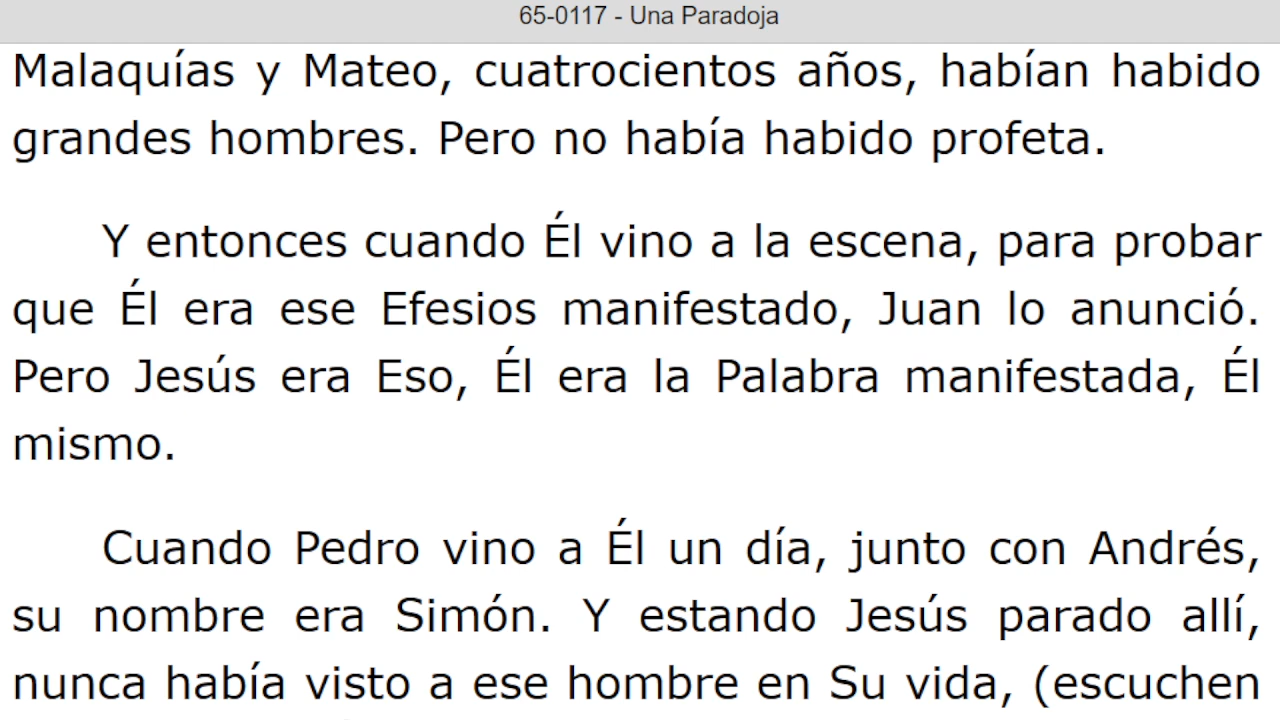 65-0117 - Una Paradoja
Malaquías y Mateo, cuatrocientos años, habían habido
grandes hombres. Pero no había habido profeta.
Y entonces cuando Él vino a la escena, para probar
que Él era ese Efesios manifestado, Juan lo anunció.
Pero Jesús era Eso, Él era la Palabra manifestada, Él
mismo.
Cuando Pedro vino a Él un día, junto con Andrés,
su nombre era Simón. Y estando Jesús parado allí,
nunca había visto a ese hombre en Su vida, (escuchen